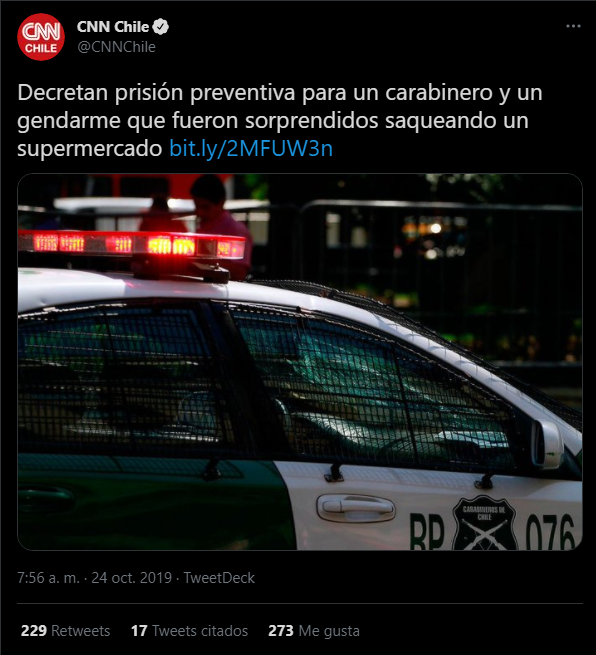 CNN
CHILE
CNN Chile
@CNNChile
Decretan prisión preventiva para un carabinero y un
gendarme que fueron sorprendidos saqueando un
supermercado bit.ly/2MFUW3n
CARABINEROS DE
CHILE
RP 076
7:56 a. m. · 24 oct. 2019 · TweetDeck
229 Retweets 17 Tweets citados 273 Me gusta